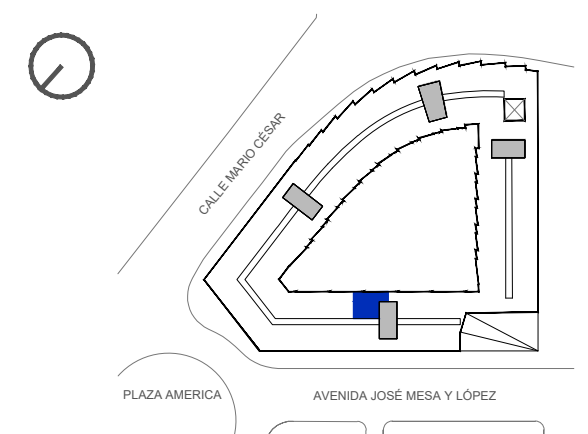 CALLE MARIO CÉSAR
PLAZA AMERICA
AVENIDA JOSÉ MESA Y LÓPEZ